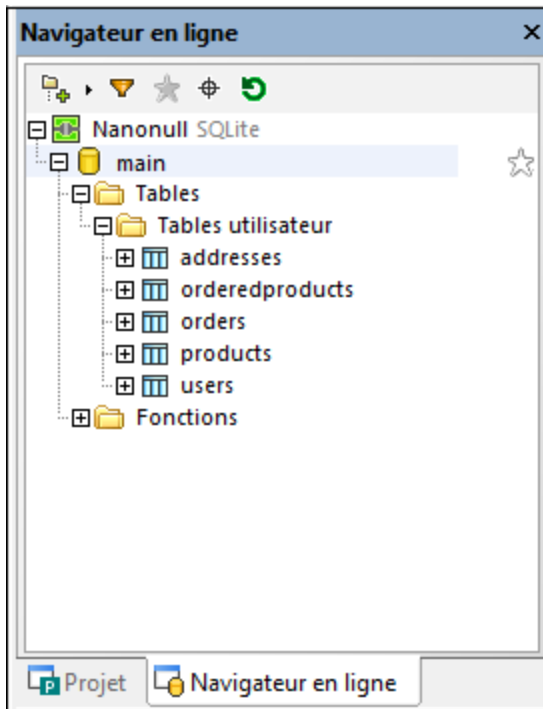 Navigateur en ligne
Nanonull SQLite
main
Tables
Tables utilisateur
addresses
orderedproducts
orders
products
users
Fonctions
Projet
Navigateur en ligne